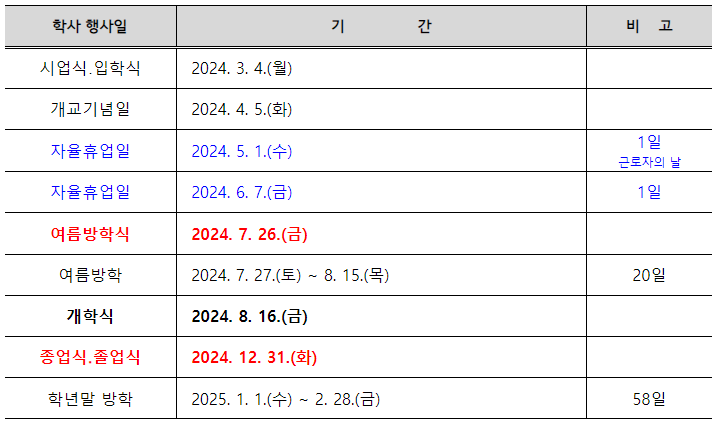 학사 행사일 기 간 비 고
시업식.입학식 2024. 3. 4.(월)
개교기념일 2024. 4. 5.(화)
자율휴업일 2024. 5. 1.(수) 1일
근로자의 날
자율휴업일 2024. 6. 7.(금) 1일
여름방학식 2024. 7. 26.(금)
여름방학 2024. 7. 27.(토) ~ 8. 15.(목) 20일
개학식 2024. 8. 16.(금)
종업식.졸업식 2024. 12. 31.(화)
학년말 방학 2025. 1. 1.(수) ~ 2. 28.(금) 58일